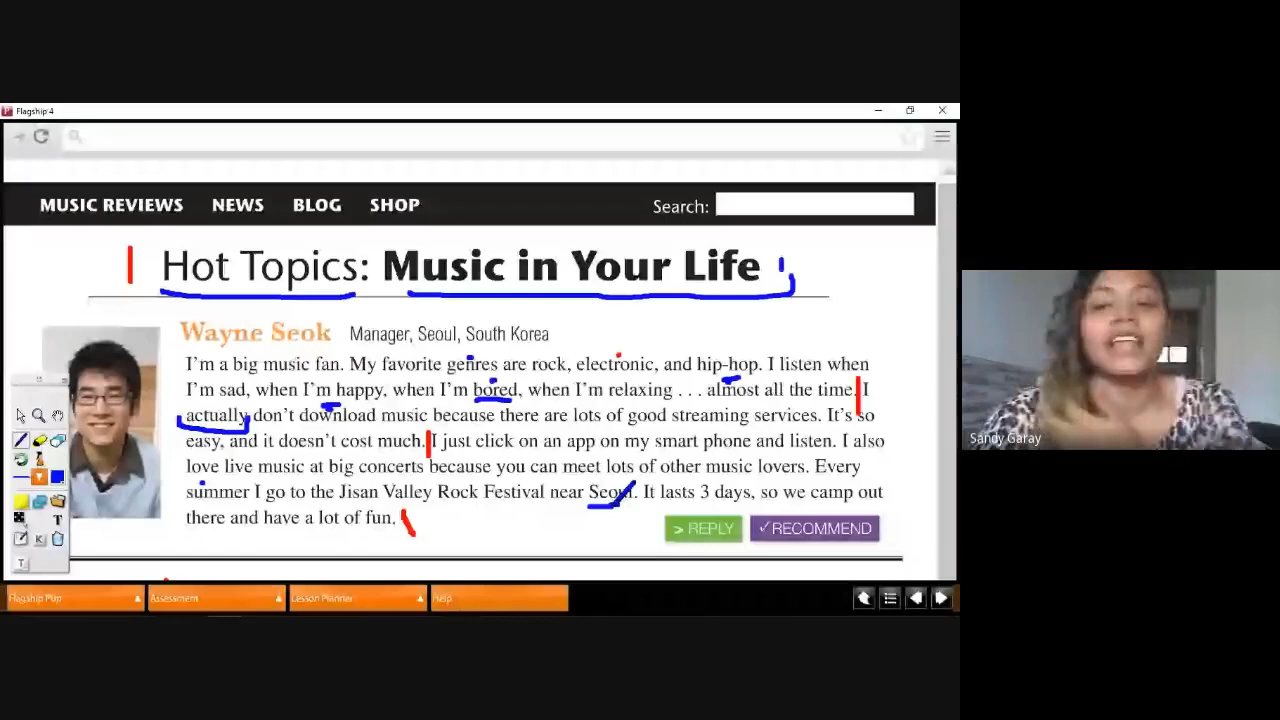 Flagship 4
MUSIC REVIEWS NEWS BLOG SHOP
Search:
Hot Topics: Music in Your Life
Wayne Seok Manager, Seoul, South Korea
I'm a big music fan. My favorite genres are rock, electronic, and hip-hop. I listen when
I'm sad, when I'm happy, when I'm bored, when I'm relaxing . . . almost all the time. I
actually don't download music because there are lots of good streaming services. It's so
easy, and it doesn't cost much. I just click on an app on my smart phone and listen. I also
love live music at big concerts because you can meet lots of other music lovers. Every
summer I go to the Jisan Valley Rock Festival near Seoul. It lasts 3 days, so we camp out
there and have a lot of fun.
> REPLY ✓RECOMMEND
Flagship Pop Assessment Lesson Planner help
Sandy Garay